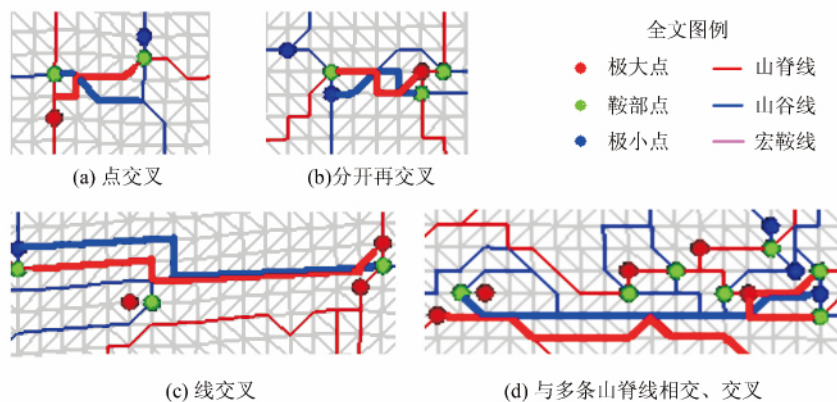 全文图例
极大点 山脊线
鞍部点 山谷线
极小点 宏鞍线
(a) 点交叉
(b)分开再交叉
(c) 线交叉
(d) 与多条山脊线相交、交叉